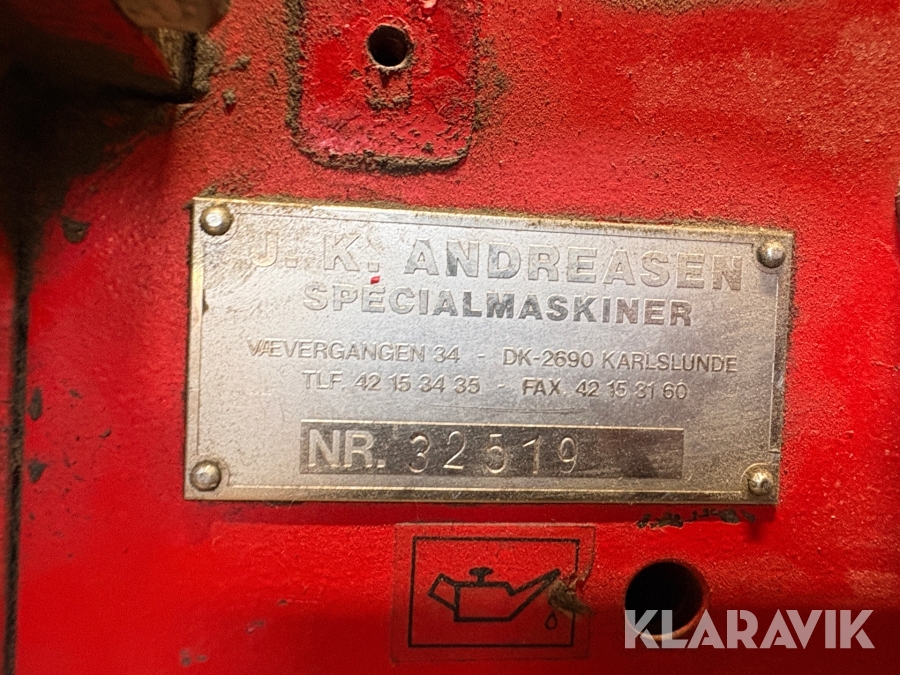 J. K. ANDREASEN
SPECIALMASKINER
VÆVERGANGEN 34 - DK-2690 KARLSLUNDE
TLF. 42 15 34 35 - FAX. 42 15 31 60
NR. 32519
KLARAVIK